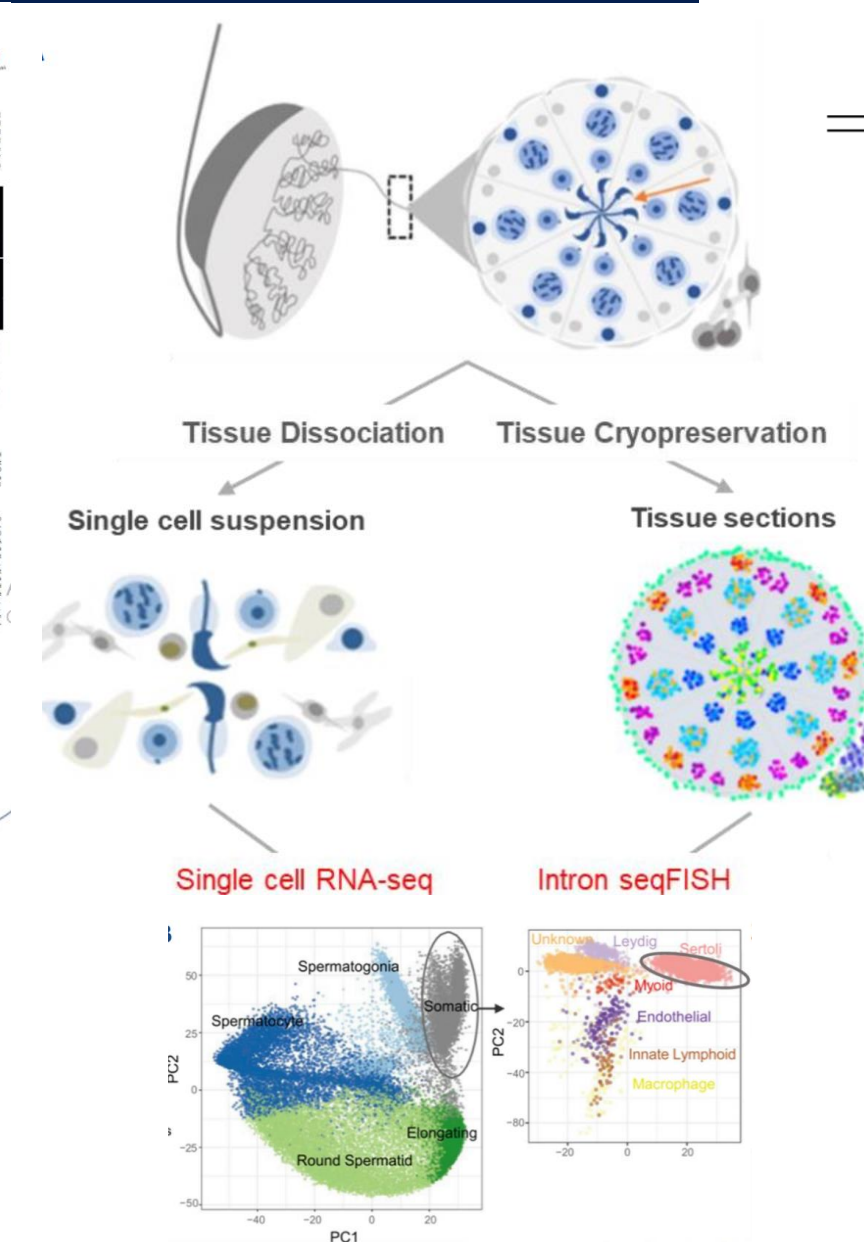 Tissue Dissociation
Tissue Cryopreservation
Single cell suspension
Tissue sections
Single cell RNA-seq
Intron seqFISH
Spermatogonia
Somatic
Spermatocyte
Elongating
Round Spermatid
50
25
0
−25
−50
PC2
−40
−20
0
20
PC1
Unknown
Leydig
Sertoli
Myoid
Endothelial
Innate Lymphoid
Macrophage
0
−20
−40
−60
−80
PC2
−20
0
20